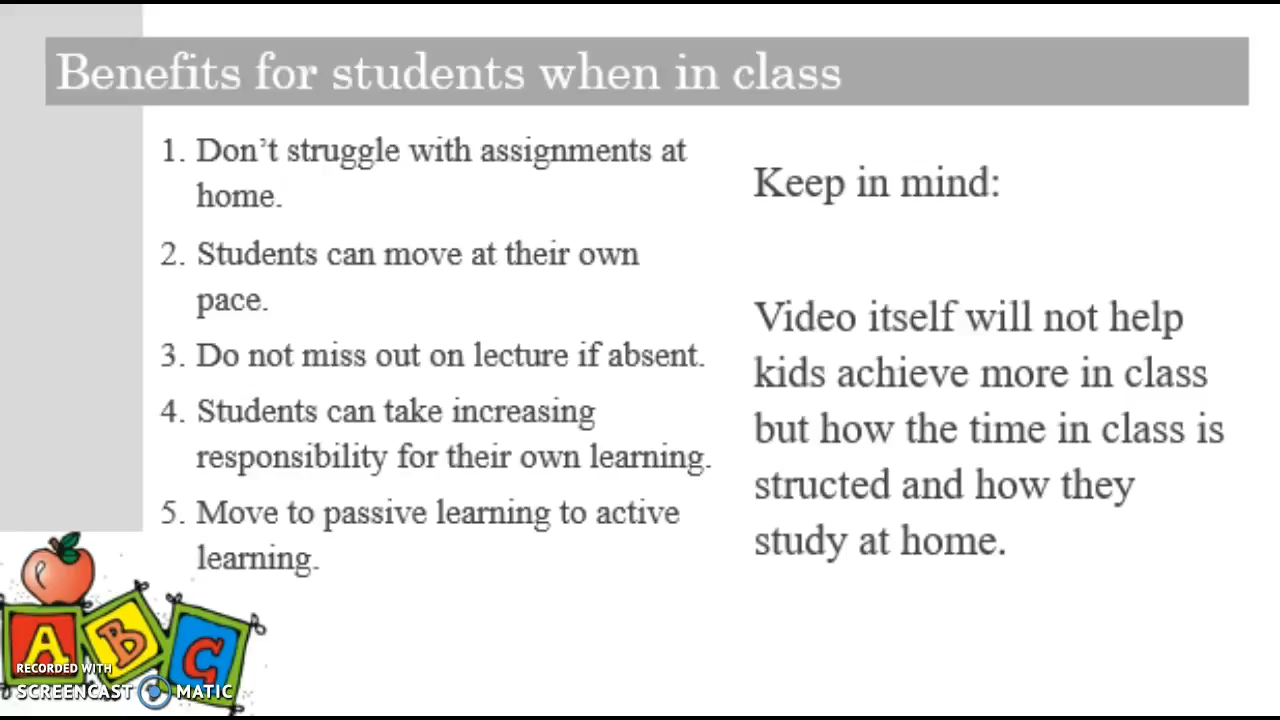 Benefits for students when in class
1. Don’t struggle with assignments at
home.
2. Students can move at their own
pace.
3. Do not miss out on lecture if absent.
4. Students can take increasing
responsibility for their own learning.
5. Move to passive learning to active
learning.
Keep in mind:
Video itself will not help
kids achieve more in class
but how the time in class is
structed and how they
study at home.
A B C
RECORDED WITH
SCREENCAST MATIC